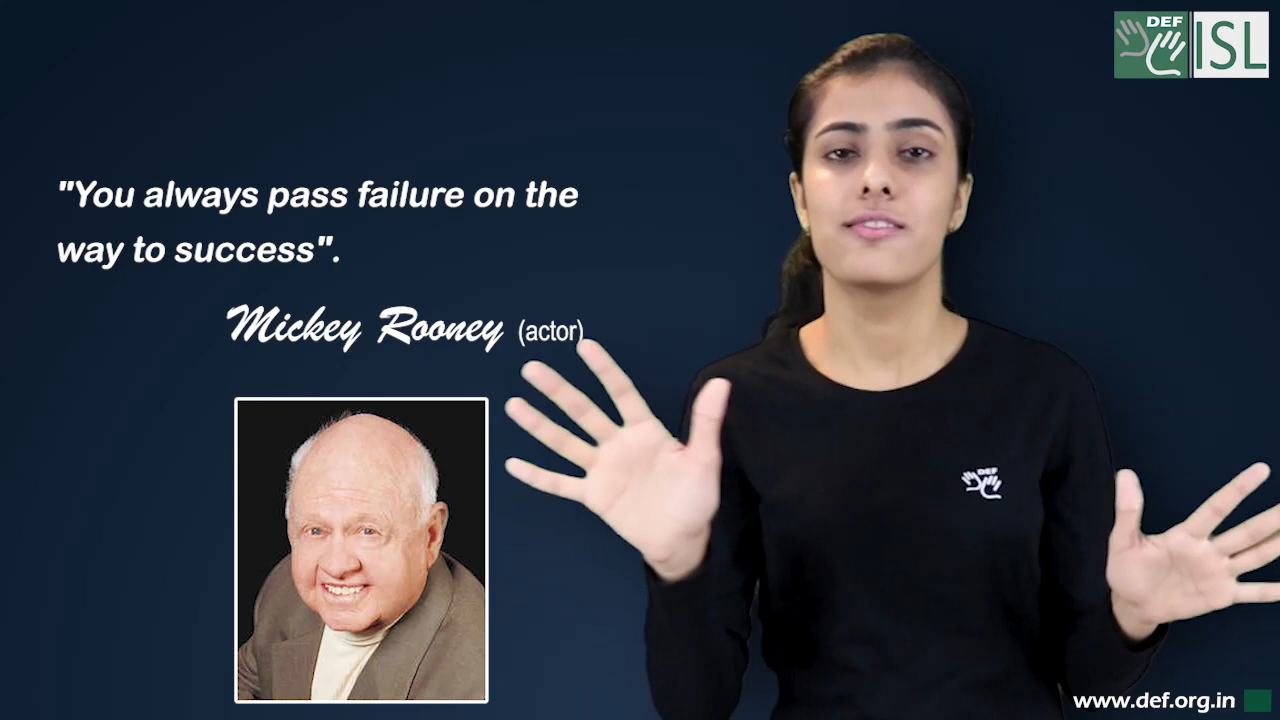 DEF
ISL
"You always pass failure on the
way to success".
Mickey Rooney (actor)
DEF
www.def.org.in